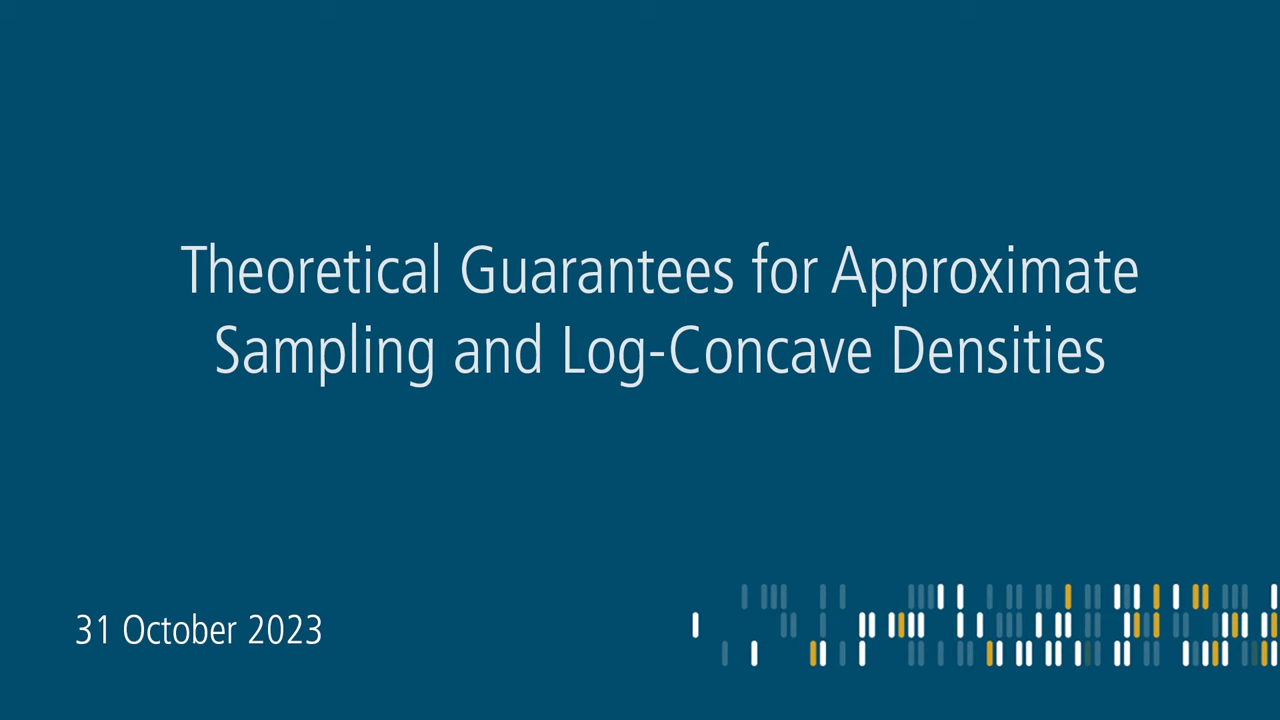 Theoretical Guarantees for Approximate
Sampling and Log-Concave Densities
31 October 2023